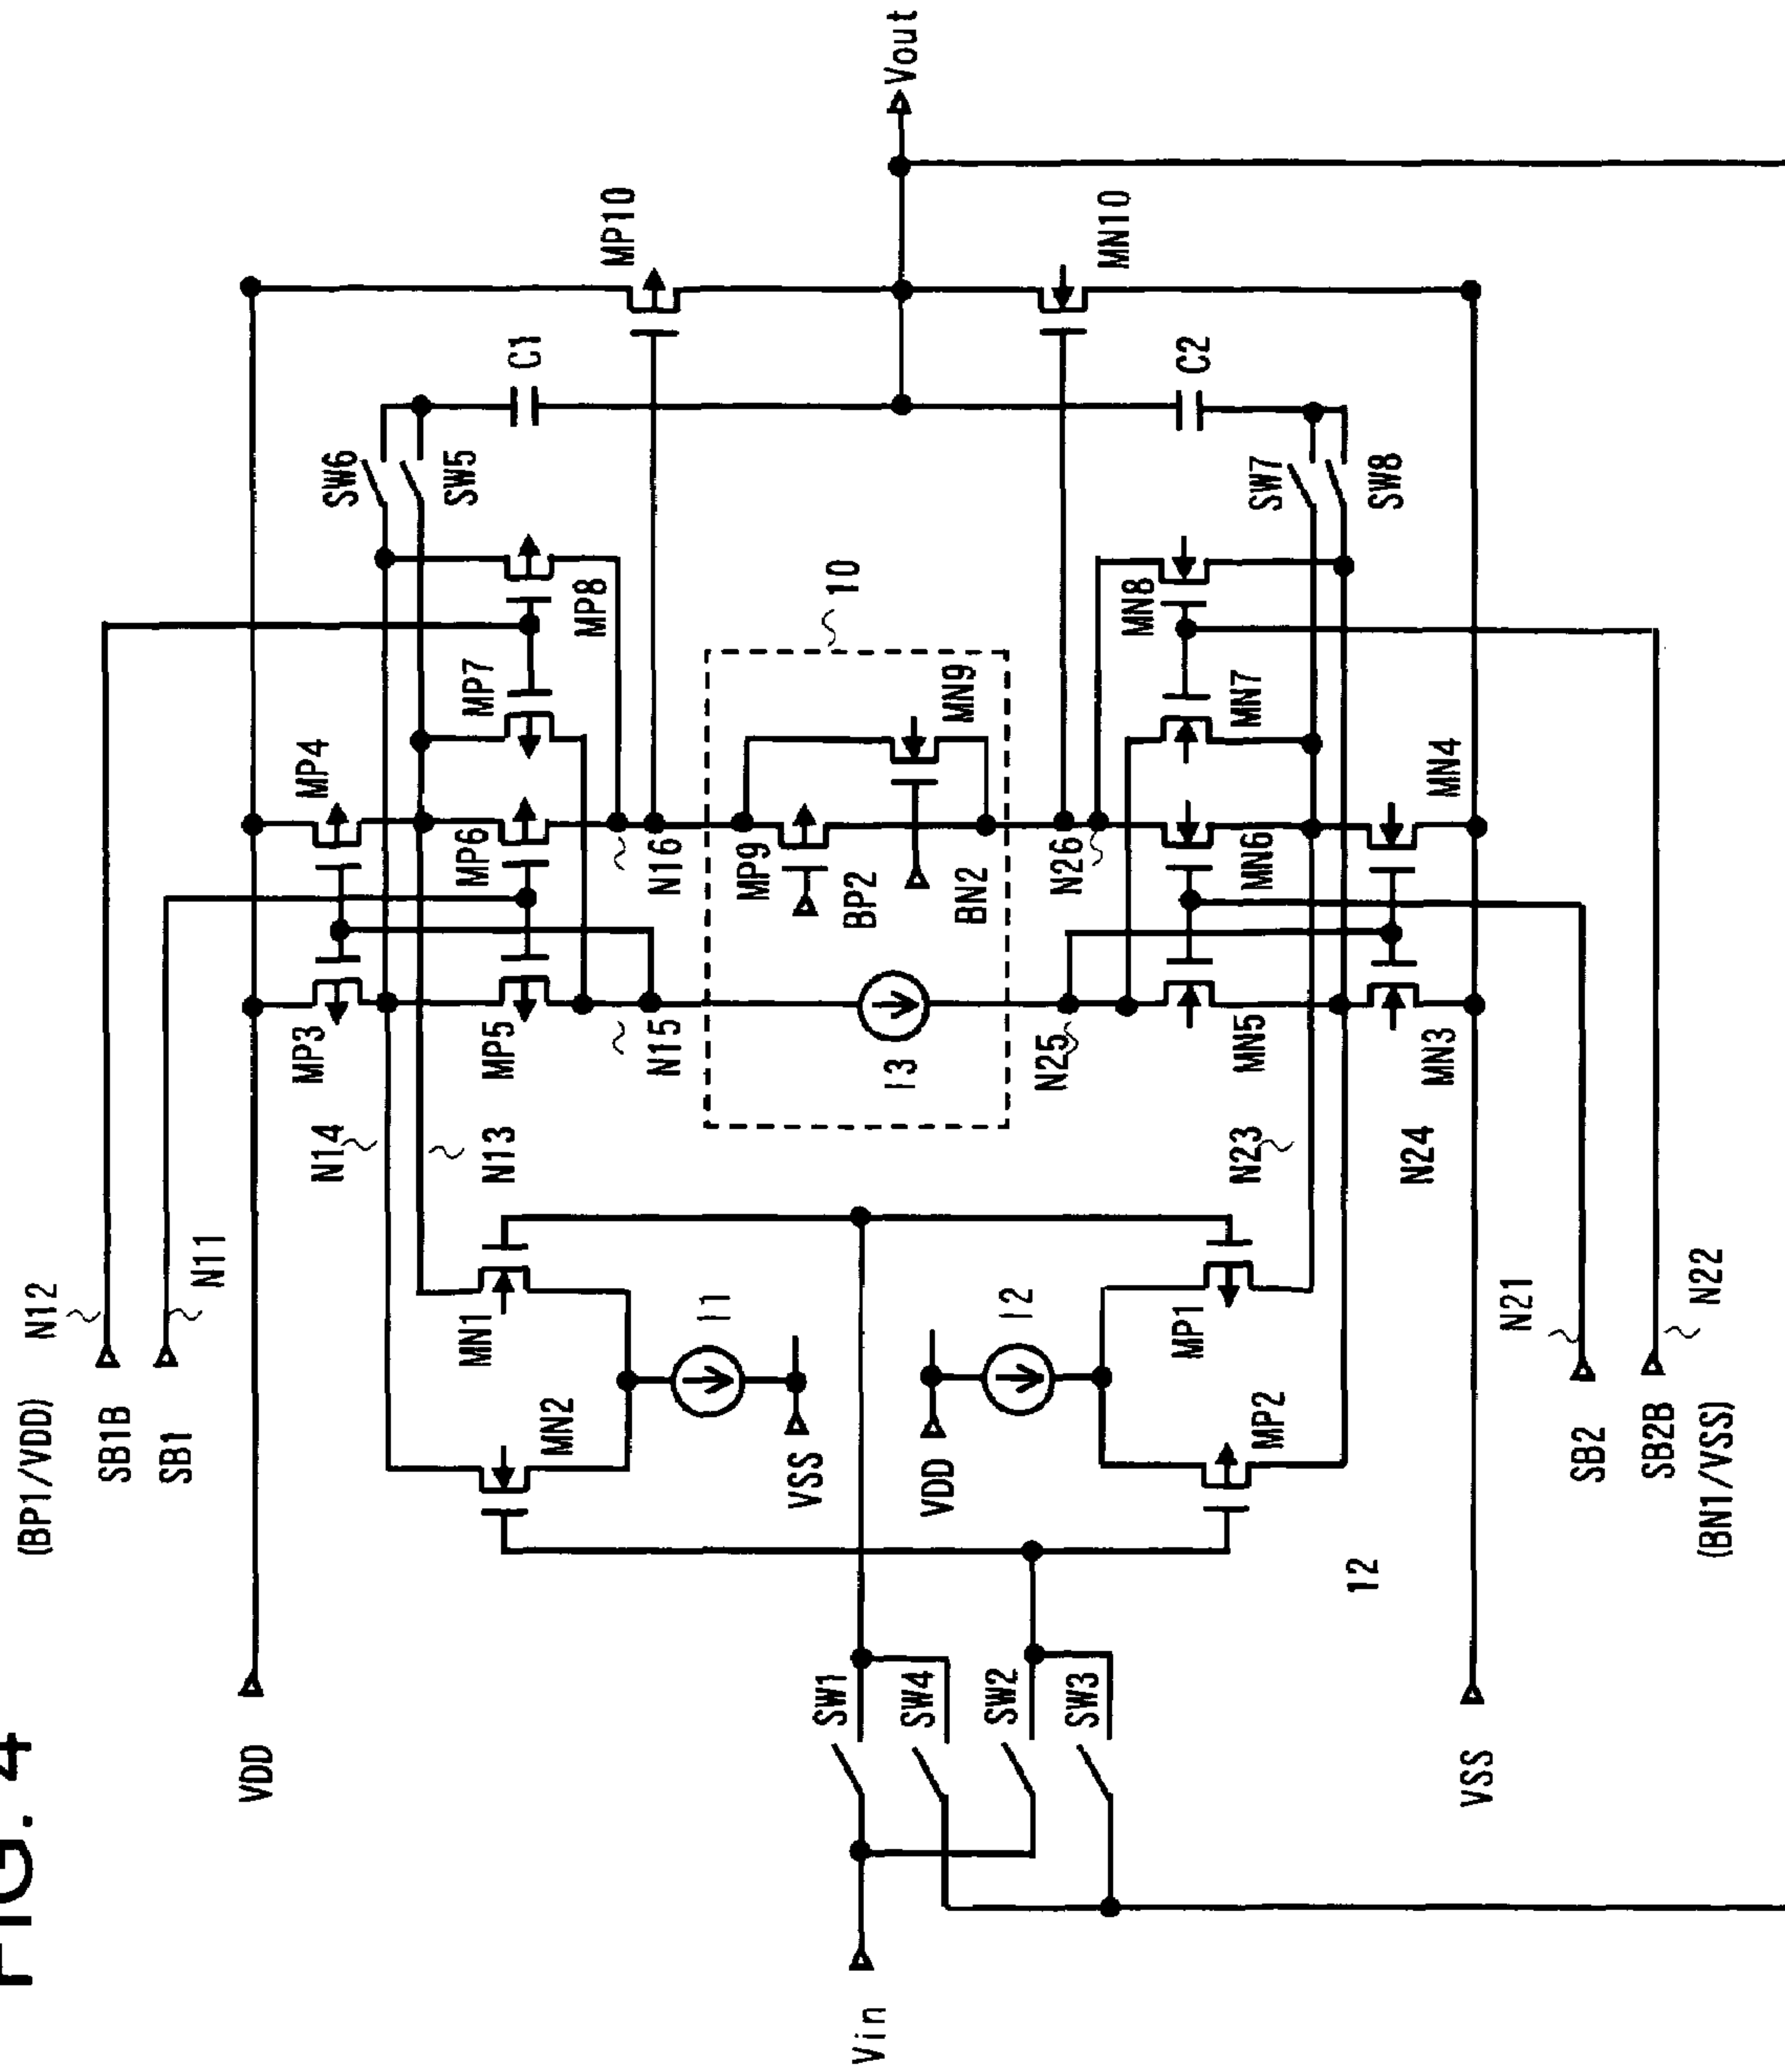 FIG. 4
(BP1/VDD)
N12
SB1B
SB1
N11
VDD
N14
N13
MP3
MP4
MP5
MP6
MP7
MP8
SW6
SW5
C1
MP10
N15
N16
10
MN1
MN2
I1
VSS
VDD
I2
MP1
MP2
I3
MP9
BP2
BN2
MN9
Vin
SW1
SW4
SW2
SW3
12
Vout
N25
N26
MN5
MN6
MN7
MN8
SW7
SW8
C2
MN10
N23
N24
MN3
MN4
VSS
N21
SB2
SB2B
N22
(BN1/VSS)